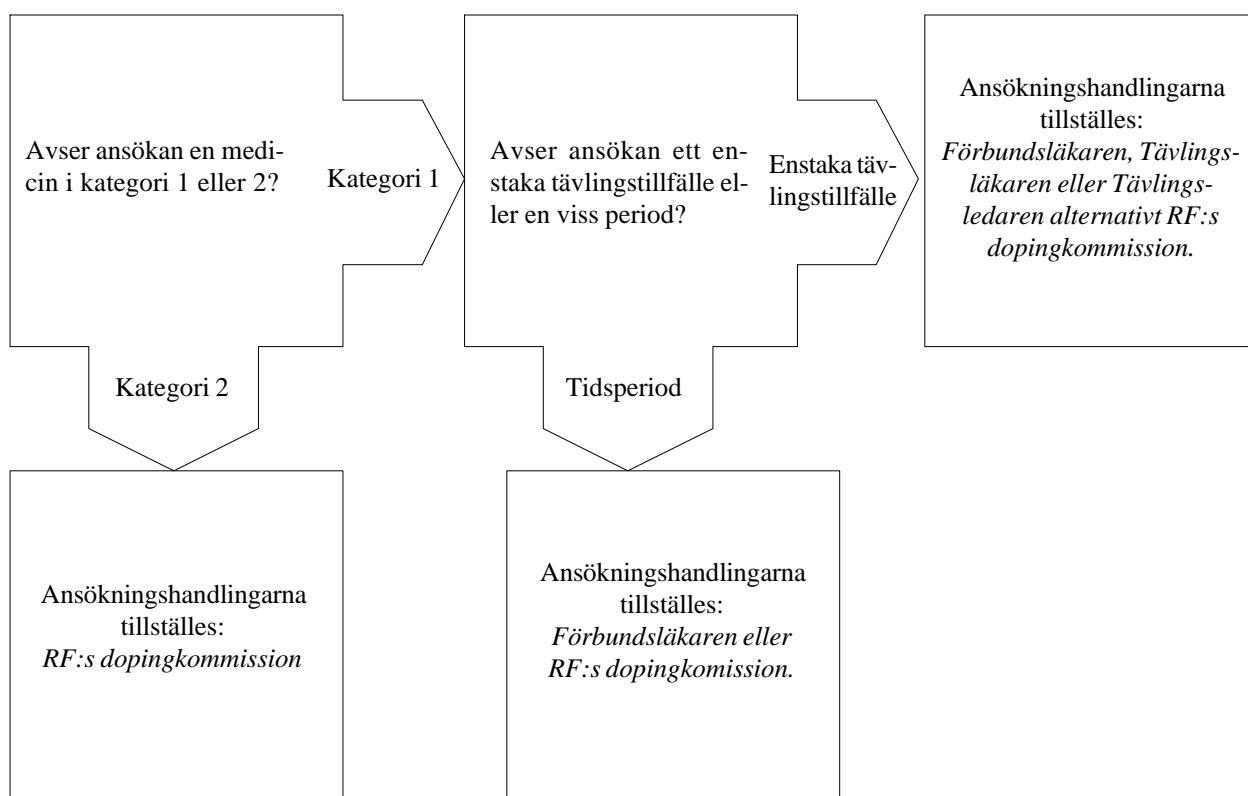 Avser ansökan en medi-
cin i kategori 1 eller 2?
Kategori 1
Avser ansökan ett en-
staka tävlingstillfälle el-
ler en viss period?
Enstaka täv-
lingstillfälle
Ansökningshandlingarna
tillställes:
Förbundsläkaren, Tävlings-
läkaren eller Tävlings-
ledaren alternativt RF:s
dopingkommission.
Kategori 2
Tidsperiod
Ansökningshandlingarna
tillställes:
RF:s dopingkommission
Ansökningshandlingarna
tillställes:
Förbundsläkaren eller
RF:s dopingkomission.